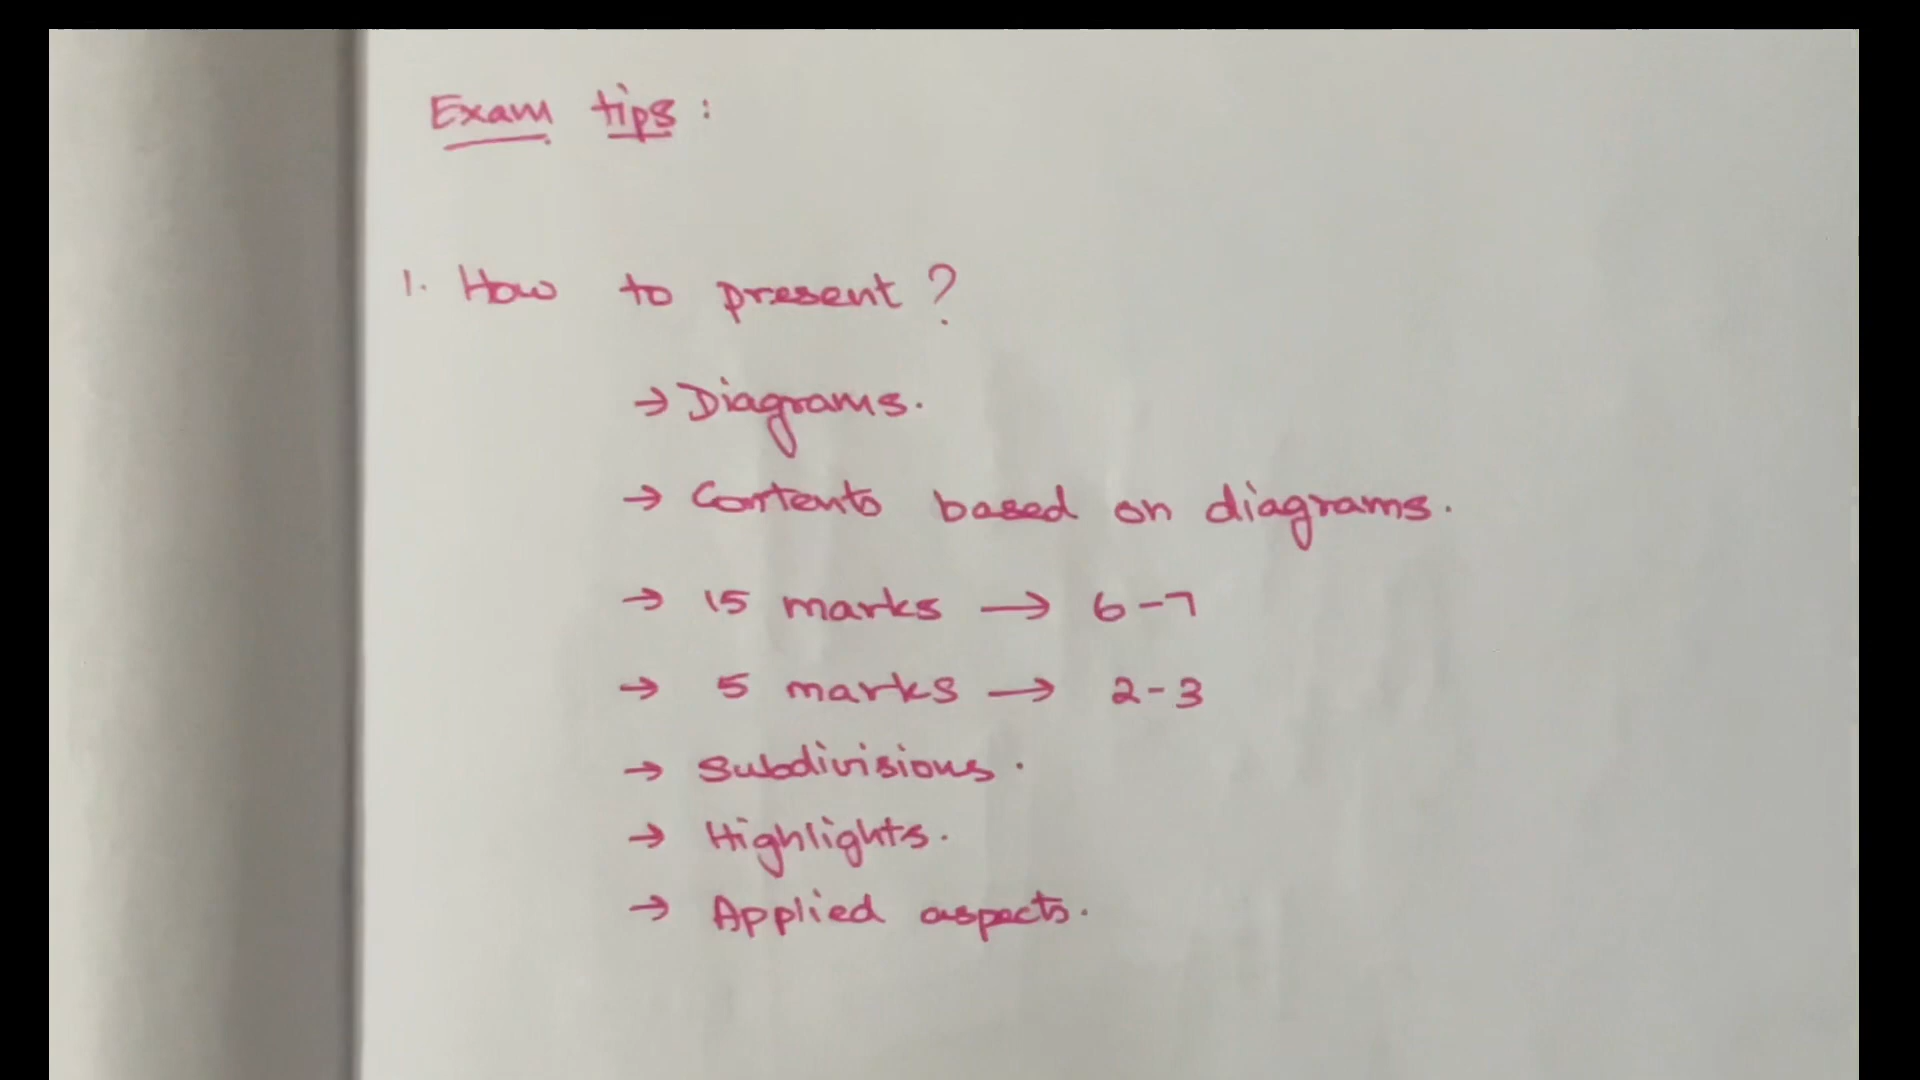 Exam tips :
1. How to present ?
→ Diagrams.
→ Contents based on diagrams.
→ 15 marks → 6-7
→ 5 marks → 2-3
→ Subdivisions.
→ Highlights.
→ Applied aspects.